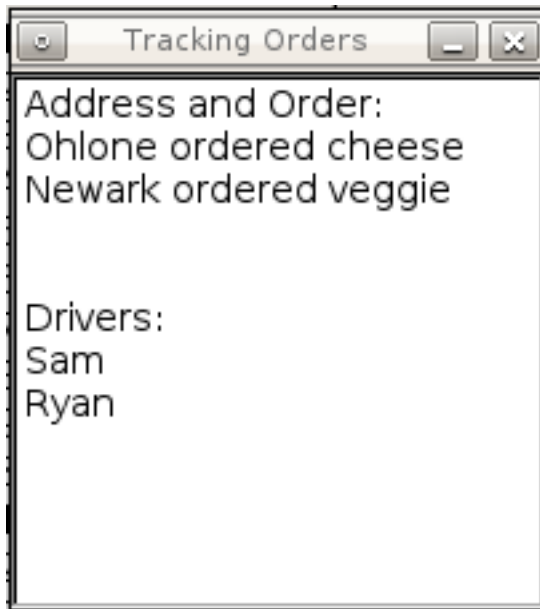 Tracking Orders
Address and Order:
Ohlone ordered cheese
Newark ordered veggie
Drivers:
Sam
Ryan